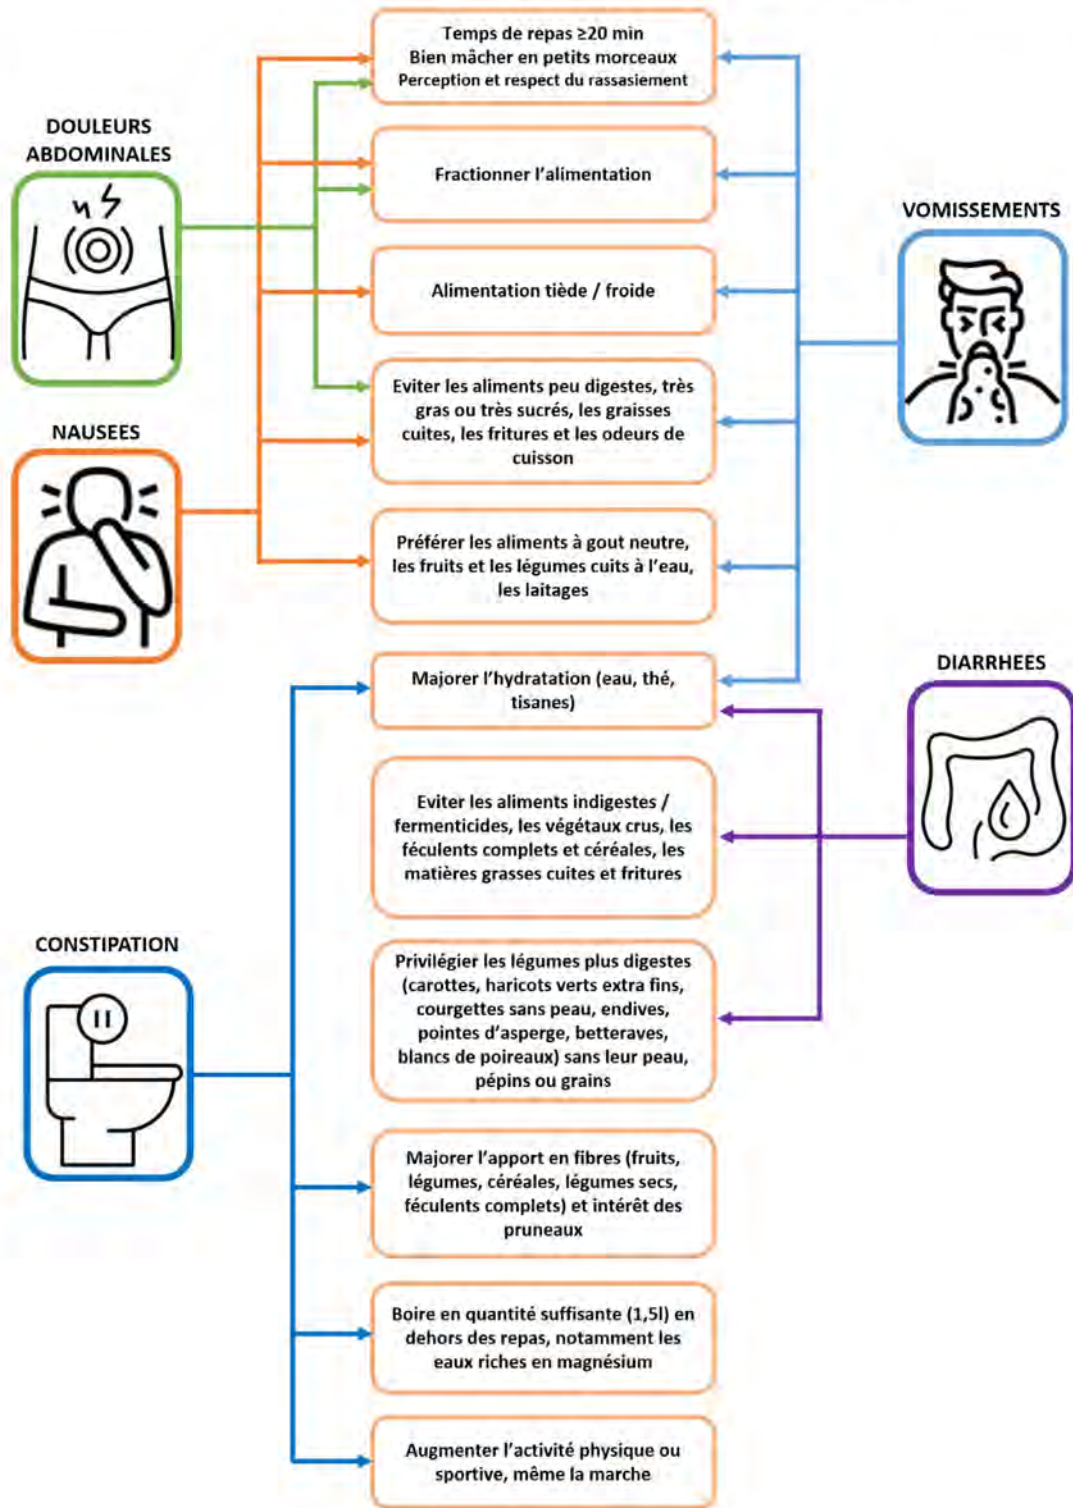 Temps de repas ≥20 min
Bien mâcher en petits morceaux
Perception et respect du rassasiement
DOULEURS
ABDOMINALES
Fractionner l'alimentation
VOMISSEMENTS
Alimentation tiède / froide
Eviter les aliments peu digestes, très
gras ou très sucrés, les graisses
cuites, les fritures et les odeurs de
cuisson
NAUSEES
Préférer les aliments à gout neutre,
les fruits et les légumes cuits à l'eau,
les laitages
DIARRHEES
Majorer l'hydratation (eau, thé,
tisanes)
Eviter les aliments indigestes /
fermenticides, les végétaux crus, les
féculents complets et céréales, les
matières grasses cuites et fritures
CONSTIPATION
Privilégier les légumes plus digestes
(carottes, haricots verts extra fins,
courgettes sans peau, endives,
pointes d'asperge, betteraves,
blancs de poireaux) sans leur peau,
pépins ou grains
Majorer l'apport en fibres (fruits,
légumes, céréales, légumes secs,
féculents complets) et intérêt des
pruneaux
Boire en quantité suffisante (1,5l) en
dehors des repas, notamment les
eaux riches en magnésium
Augmenter l'activité physique ou
sportive, même la marche